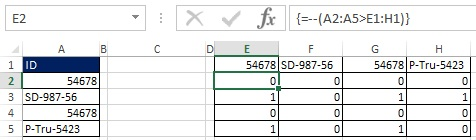 E2 fx {=--(A2:A5>E1:H1)}
A B C D E F G H
1 ID 54678 SD-987-56 54678 P-Tru-5423
2 54678 0 0 0 0
3 SD-987-56 1 0 1 1
4 54678 0 0 0 0
5 P-Tru-5423 1 0 1 0